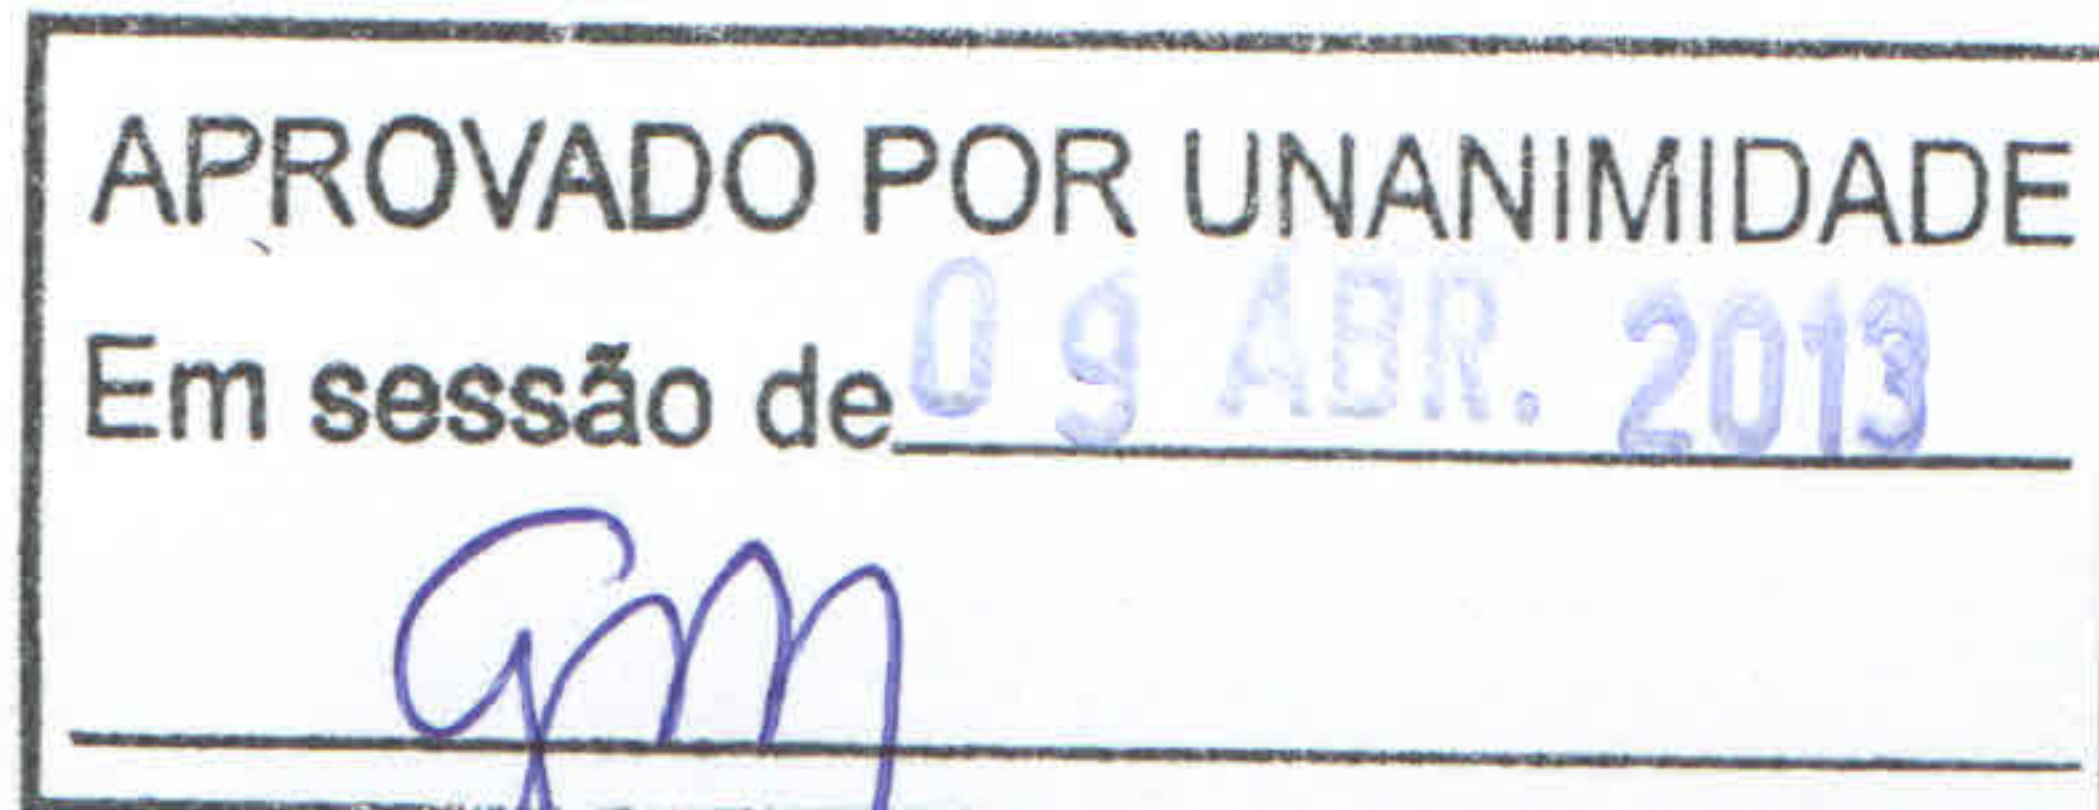 APROVADO POR UNANIMIDADE
Em sessão de 09 ABR. 2013